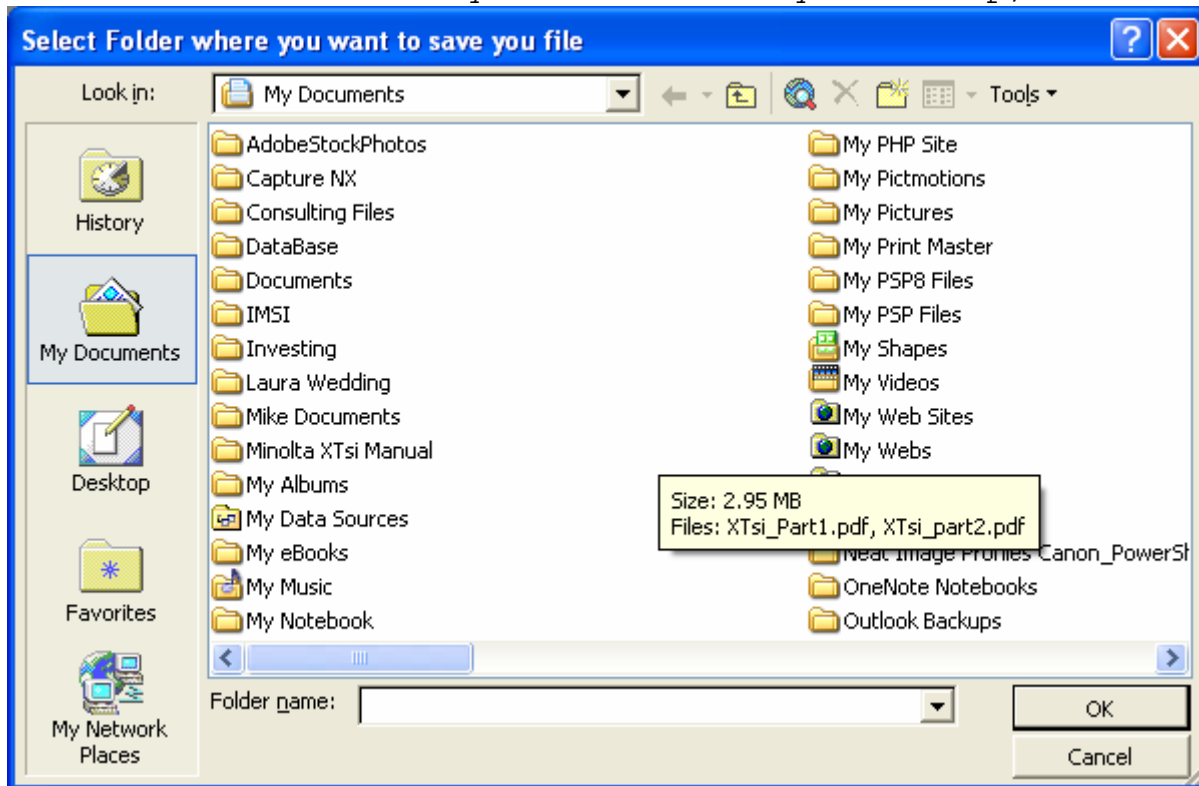 Select Folder where you want to save you file
Look in:
My Documents
Tools
History
My Documents
Desktop
Favorites
My Network
Places
AdobeStockPhotos
Capture NX
Consulting Files
DataBase
Documents
IMSI
Investing
Laura Wedding
Mike Documents
Minolta XTsi Manual
My Albums
My Data Sources
My eBooks
My Music
My Notebook
My PHP Site
My Pictmotions
My Pictures
My Print Master
My PSP8 Files
My PSP Files
My Shapes
My Videos
My Web Sites
My Webs
Size: 2.95 MB
Files: XTsi_Part1.pdf, XTsi_part2.pdf
Neat Image Profiles Canon_PowerSh
OneNote Notebooks
Outlook Backups
Folder name:
OK
Cancel